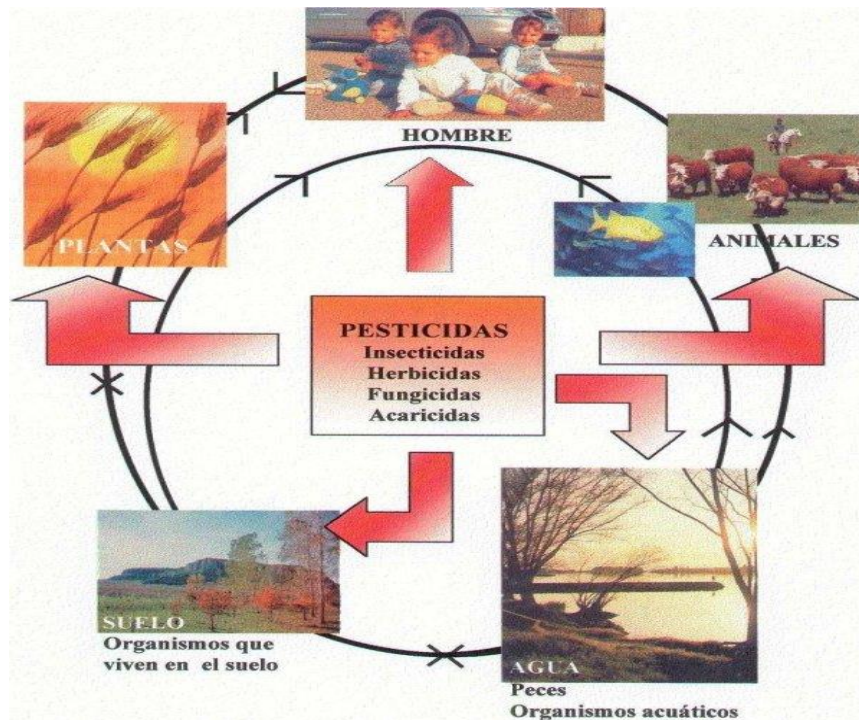 HOMBRE
PLANTAS
ANIMALES
PESTICIDAS
Insecticidas
Herbicidas
Fungicidas
Acaricidas
SUELO
Organismos que
viven en el suelo
AGUA
Peces
Organismos acuáticos